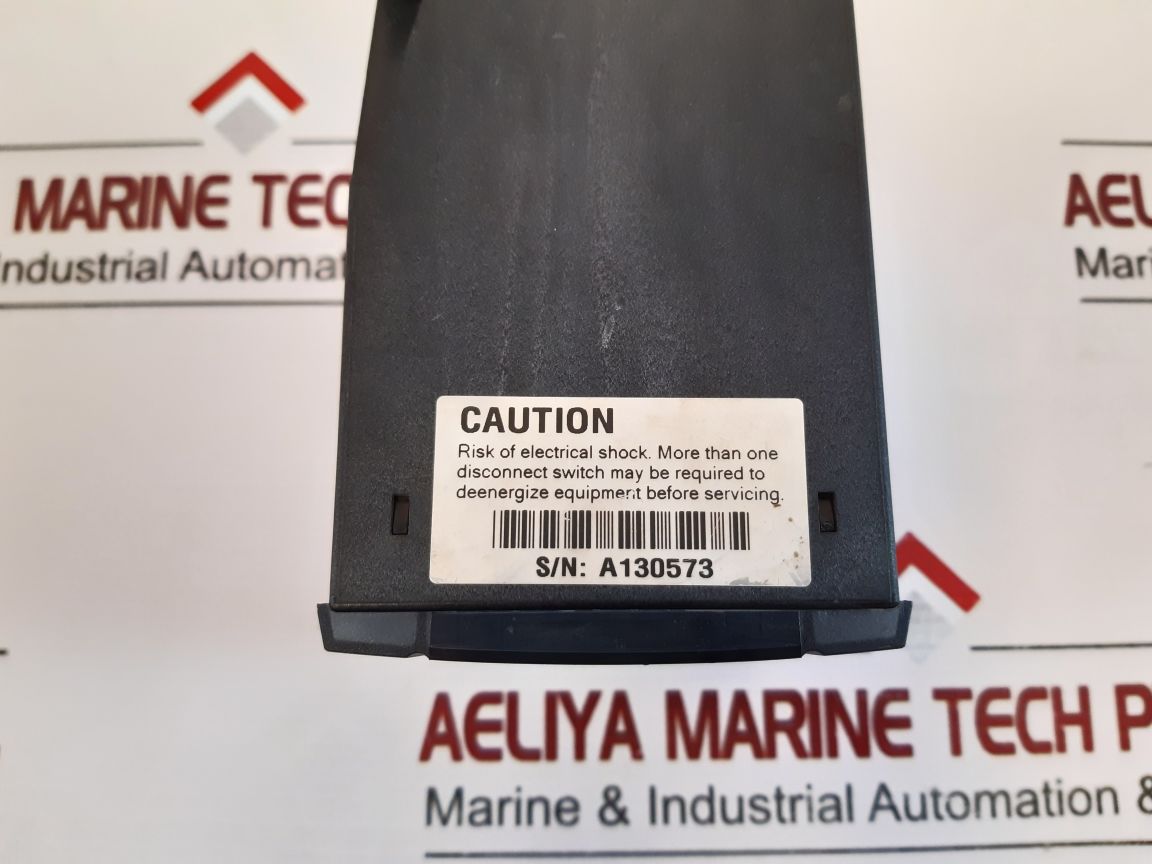 MARINE TEC
Industrial Automat
AEL
Mari
CAUTION
Risk of electrical shock. More than one
disconnect switch may be required to
deenergize equipment before servicing.
S/N: A130573
AELIYA MARINE TECH P
Marine & Industrial Automation &